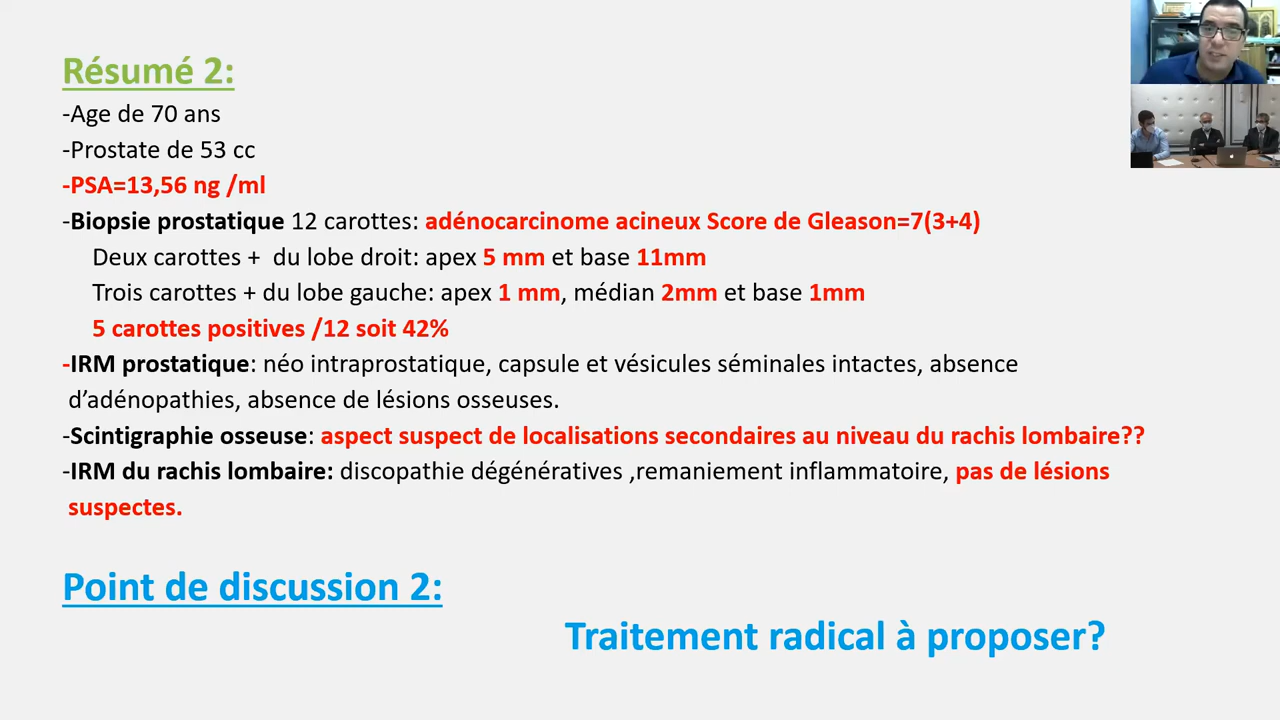 Résumé 2:
-Age de 70 ans
-Prostate de 53 cc
-PSA=13,56 ng /ml
-Biopsie prostatique 12 carottes: adénocarcinome acineux Score de Gleason=7(3+4)
Deux carottes + du lobe droit: apex 5 mm et base 11mm
Trois carottes + du lobe gauche: apex 1 mm, médian 2mm et base 1mm
5 carottes positives /12 soit 42%
-IRM prostatique: néo intraprostatique, capsule et vésicules séminales intactes, absence
d’adénopathies, absence de lésions osseuses.
-Scintigraphie osseuse: aspect suspect de localisations secondaires au niveau du rachis lombaire??
-IRM du rachis lombaire: discopathie dégénératives ,remaniement inflammatoire, pas de lésions
suspectes.
Point de discussion 2:
Traitement radical à proposer?